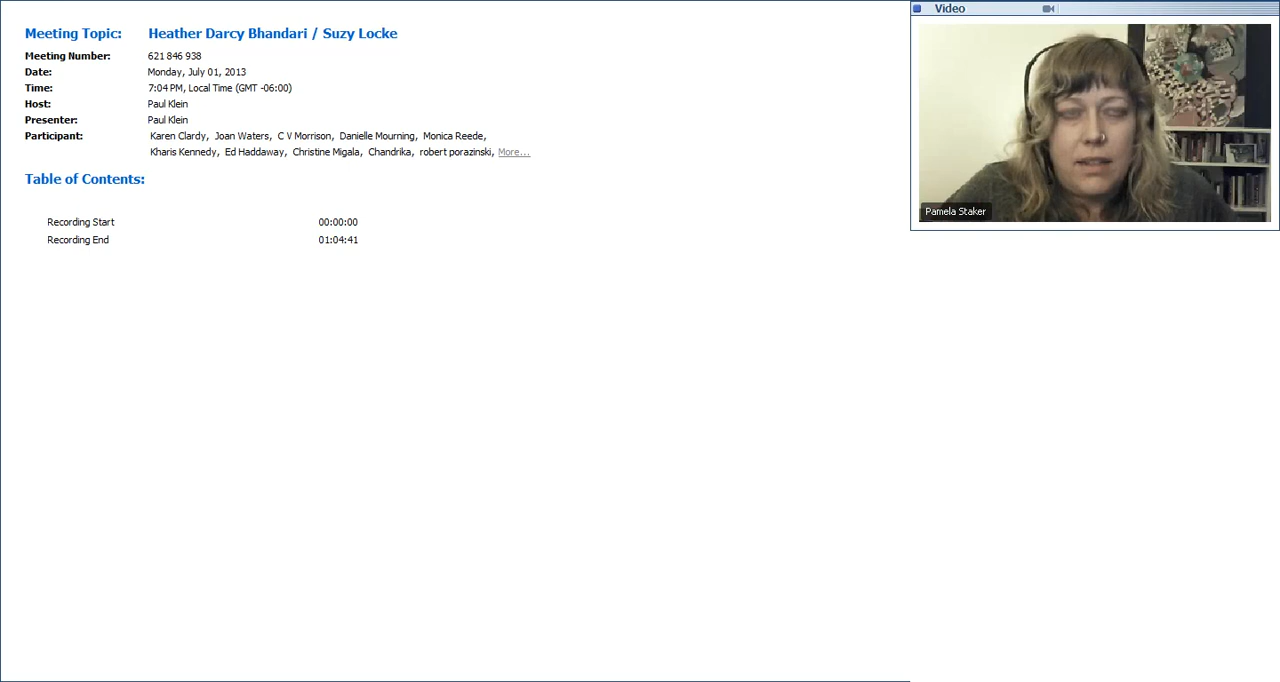 Meeting Topic: Heather Darcy Bhandari / Suzy Locke
Meeting Number: 621 846 938
Date: Monday, July 01, 2013
Time: 7:04 PM, Local Time (GMT -06:00)
Host: Paul Klein
Presenter: Paul Klein
Participant: Karen Clardy, Joan Waters, C V Morrison, Danielle Mourning, Monica Reede,
Kharis Kennedy, Ed Haddaway, Christine Migala, Chandrika, robert porazinski, More...
Table of Contents:
Recording Start 00:00:00
Recording End 01:04:41
Video
Pamela Staker